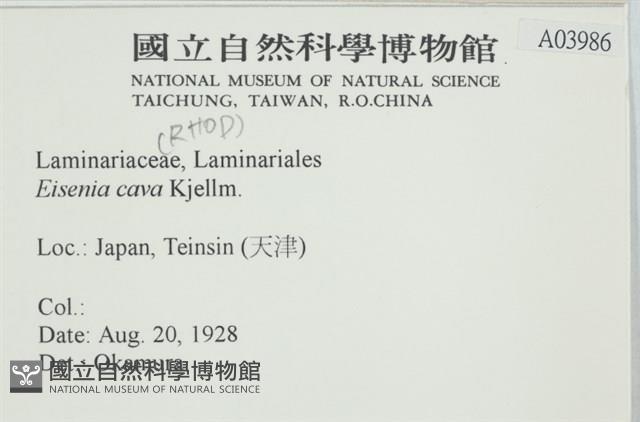 國立自然科學博物館
A03986
NATIONAL MUSEUM OF NATURAL SCIENCE
TAICHUNG, TAIWAN, R.O.CHINA
(RHOD)
Laminariaceae, Laminariales
Eisenia cava Kjellm.
Loc.: Japan, Teinsin (天津)
Col.:
Date: Aug. 20, 1928
Det.: Okamura
國立自然科學博物館
NATIONAL MUSEUM OF NATURAL SCIENCE